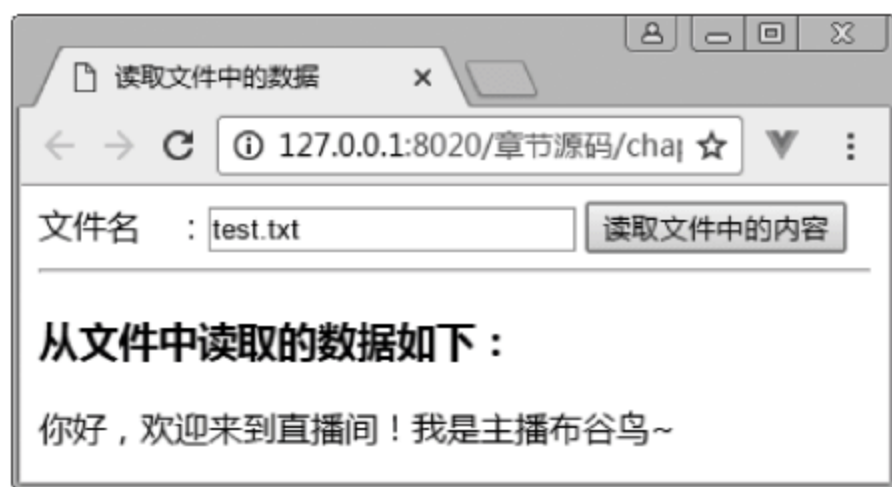 读取文件中的数据
127.0.0.1:8020/章节源码/chap
文件名 : test.txt 读取文件中的内容
从文件中读取的数据如下：
你好，欢迎来到直播间！我是主播布谷鸟~